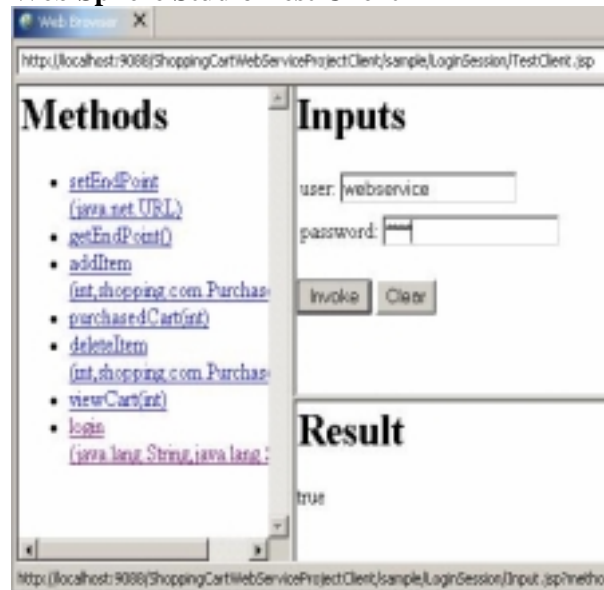 Web Browser
http://localhost:9088/ShoppingCartWebServiceProjectClient/sample/LoginSession/TestClient.jsp
Methods
setEndPoint
(java.net.URL)
getEndPoint()
addItem
(int,shopping.com.Purchas
purchasedCart(int)
deleteItem
(int,shopping.com.Purchas
viewCart(int)
login
(java.lang.String,java.lang.S
Inputs
user: webservice
password: ****
Invoke Clear
Result
true
http://localhost:9088/ShoppingCartWebServiceProjectClient/sample/LoginSession/Input.jsp?metho